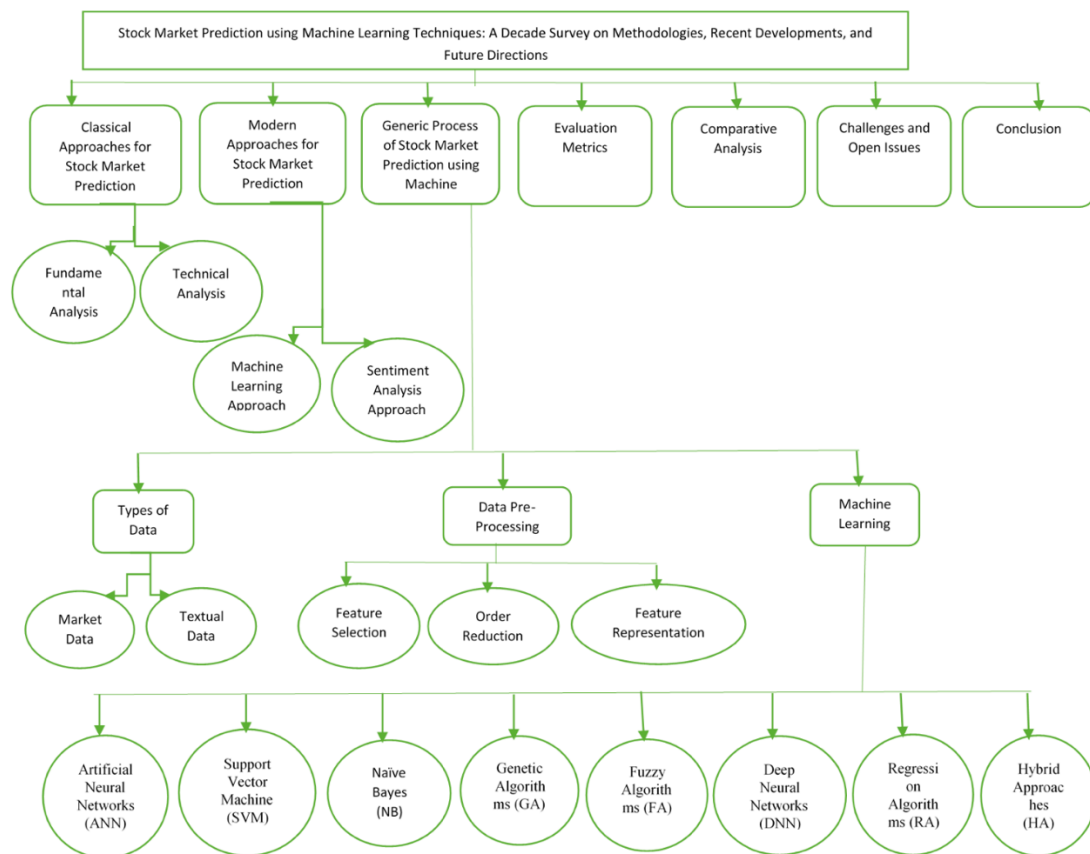 Stock Market Prediction using Machine Learning Techniques: A Decade Survey on Methodologies, Recent Developments, and
Future Directions
Classical
Approaches for
Stock Market
Prediction
Modern
Approaches for
Stock Market
Prediction
Generic Process
of Stock Market
Prediction using
Machine
Evaluation
Metrics
Comparative
Analysis
Challenges and
Open Issues
Conclusion
Fundame
ntal
Analysis
Technical
Analysis
Machine
Learning
Approach
Sentiment
Analysis
Approach
Types of
Data
Data Pre-
Processing
Machine
Learning
Market
Data
Textual
Data
Feature
Selection
Order
Reduction
Feature
Representation
Artificial
Neural
Networks
(ANN)
Support
Vector
Machine
(SVM)
Naïve
Bayes
(NB)
Genetic
Algorith
ms (GA)
Fuzzy
Algorith
ms (FA)
Deep
Neural
Networks
(DNN)
Regressi
on
Algorith
ms (RA)
Hybrid
Approac
hes
(HA)